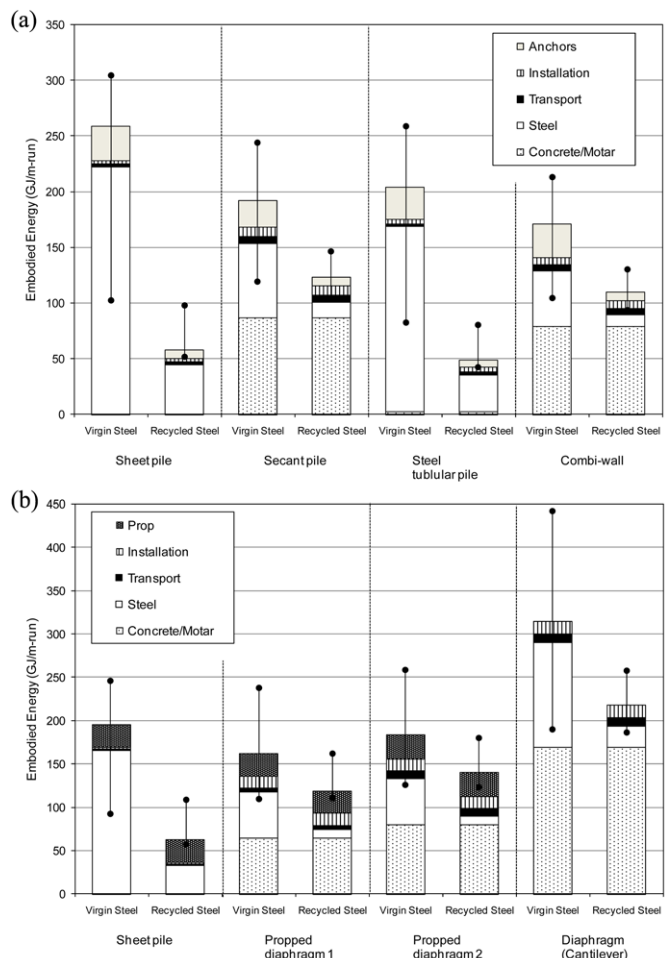 (a)
350
300
250
200
150
100
50
0
Embodied Energy (GJ/m-run)
Anchors
Installation
Transport
Steel
Concrete/Motar
Virgin Steel Recycled Steel Virgin Steel Recycled Steel Virgin Steel Recycled Steel Virgin Steel Recycled Steel
Sheet pile Secant pile Steel Combi-wall
tublular pile
(b)
450
400
350
300
250
200
150
100
50
0
Embodied Energy (GJ/m-run)
Prop
Installation
Transport
Steel
Concrete/Motar
Virgin Steel Recycled Steel Virgin Steel Recycled Steel Virgin Steel Recycled Steel Virgin Steel Recycled Steel
Sheet pile Propped Propped Diaphragm
diaphragm 1 diaphragm 2 (Cantilever)